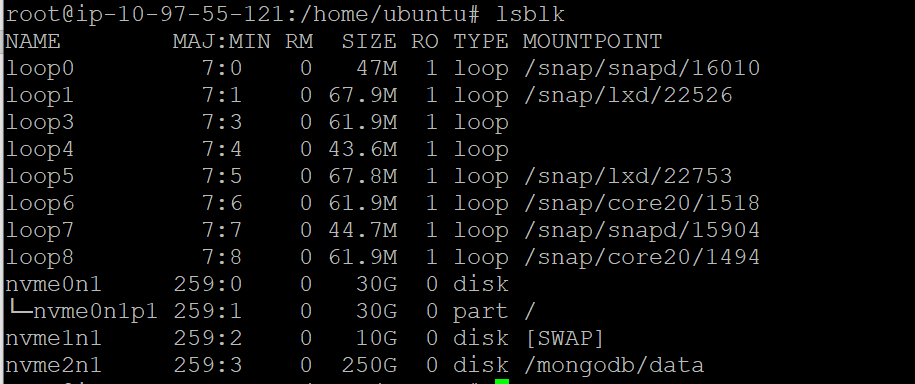 root@ip-10-97-55-121:/home/ubuntu# lsblk
NAME MAJ:MIN RM SIZE RO TYPE MOUNTPOINT
loop0 7:0 0 47M 1 loop /snap/snapd/16010
loop1 7:1 0 67.9M 1 loop /snap/lxd/22526
loop3 7:3 0 61.9M 1 loop
loop4 7:4 0 43.6M 1 loop
loop5 7:5 0 67.8M 1 loop /snap/lxd/22753
loop6 7:6 0 61.9M 1 loop /snap/core20/1518
loop7 7:7 0 44.7M 1 loop /snap/snapd/15904
loop8 7:8 0 61.9M 1 loop /snap/core20/1494
nvme0n1 259:0 0 30G 0 disk
└─nvme0n1p1 259:1 0 30G 0 part /
nvme1n1 259:2 0 10G 0 disk [SWAP]
nvme2n1 259:3 0 250G 0 disk /mongodb/data